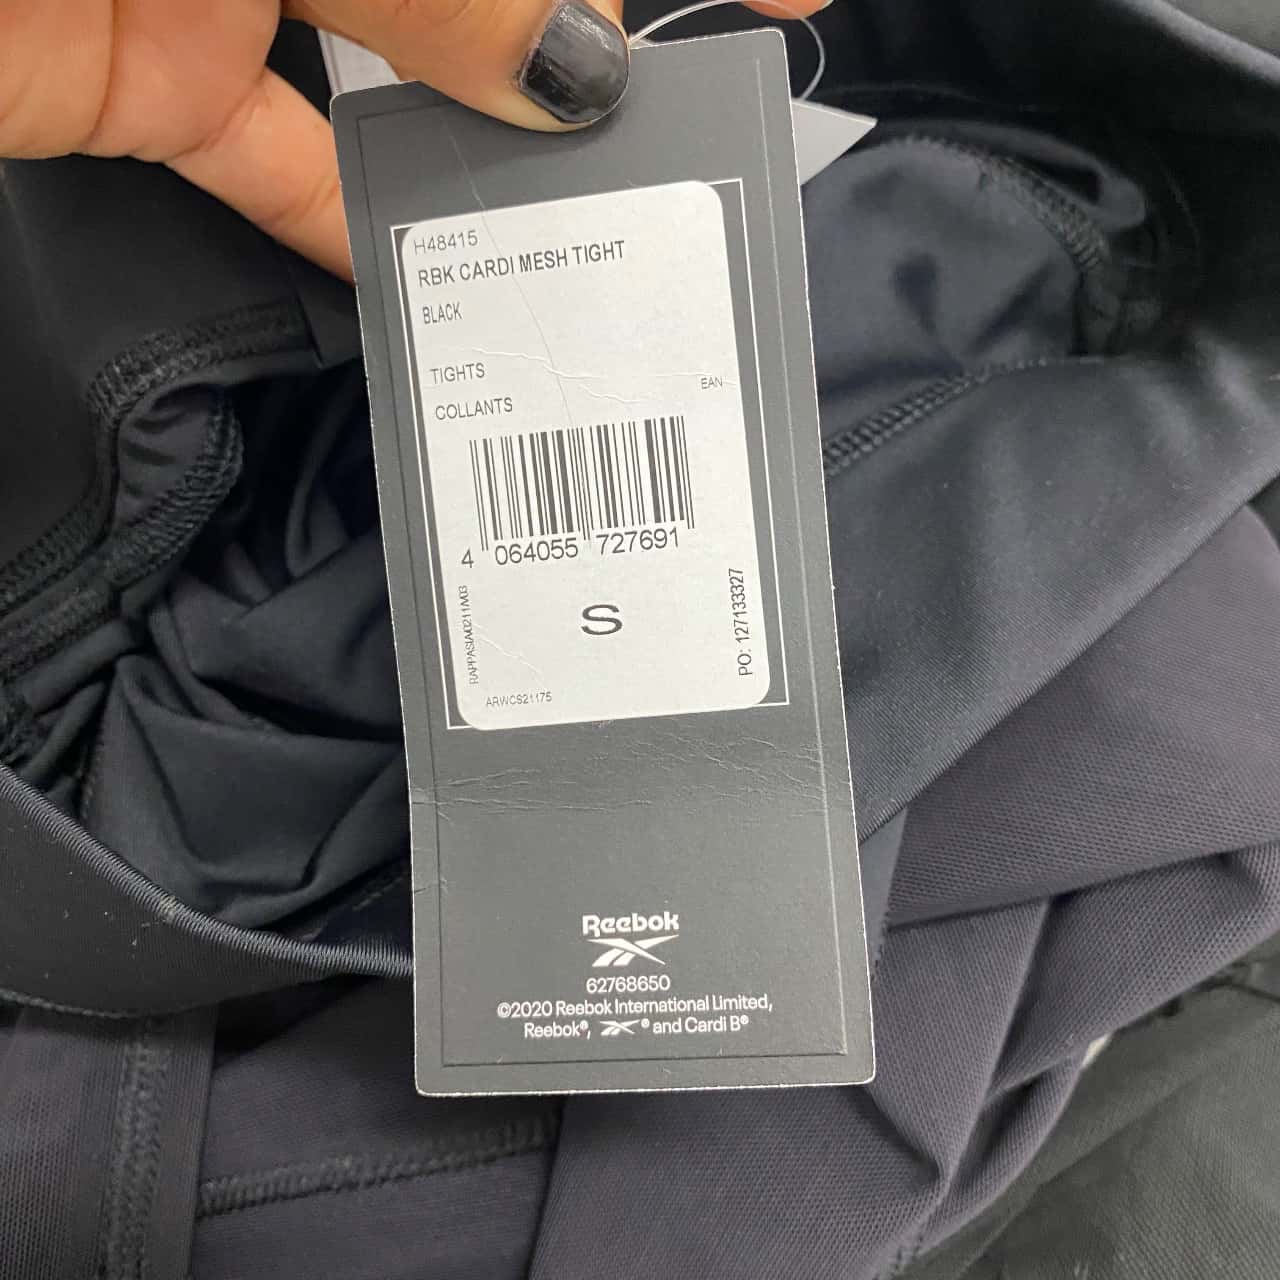 H48415
RBK CARDI MESH TIGHT
BLACK
TIGHTS
EAN
COLLANTS
4 064055 727691
S
PO: 127133327
ARWCS21175
Reebok
62768650
©2020 Reebok International Limited,
Reebok®, ® and Cardi B®